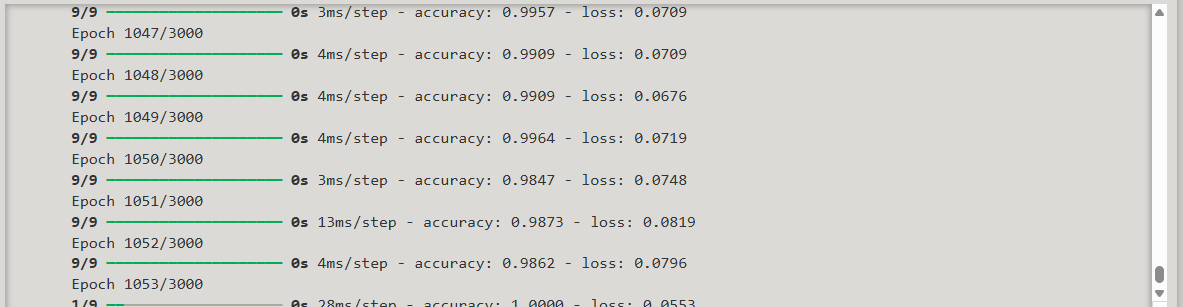 9/9 ━━━━━━━━━━━━━━━━━━━━ 0s 3ms/step - accuracy: 0.9957 - loss: 0.0709
Epoch 1047/3000
9/9 ━━━━━━━━━━━━━━━━━━━━ 0s 4ms/step - accuracy: 0.9909 - loss: 0.0709
Epoch 1048/3000
9/9 ━━━━━━━━━━━━━━━━━━━━ 0s 4ms/step - accuracy: 0.9909 - loss: 0.0676
Epoch 1049/3000
9/9 ━━━━━━━━━━━━━━━━━━━━ 0s 4ms/step - accuracy: 0.9964 - loss: 0.0719
Epoch 1050/3000
9/9 ━━━━━━━━━━━━━━━━━━━━ 0s 3ms/step - accuracy: 0.9847 - loss: 0.0748
Epoch 1051/3000
9/9 ━━━━━━━━━━━━━━━━━━━━ 0s 13ms/step - accuracy: 0.9873 - loss: 0.0819
Epoch 1052/3000
9/9 ━━━━━━━━━━━━━━━━━━━━ 0s 4ms/step - accuracy: 0.9862 - loss: 0.0796
Epoch 1053/3000
1/9 ━━━━━━━━━━━━━━━━━━━━ 0s 28ms/step - accuracy: 1.0000 - loss: 0.0553